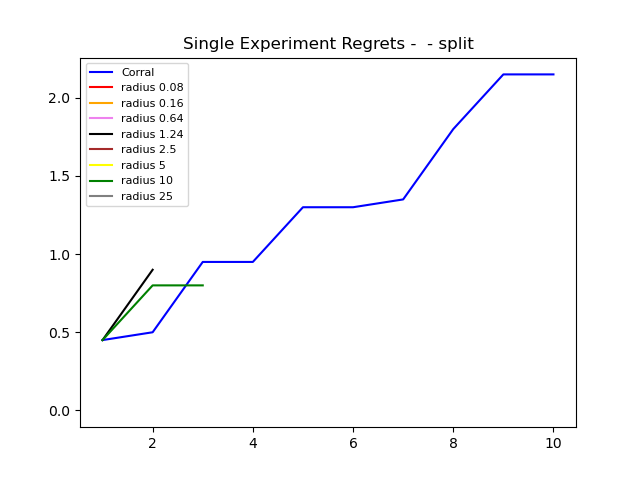 Single Experiment Regrets -  - split
Corral
radius 0.08
radius 0.16
radius 0.64
radius 1.24
radius 2.5
radius 5
radius 10
radius 25
2.0
1.5
1.0
0.5
0.0
2 4 6 8 10